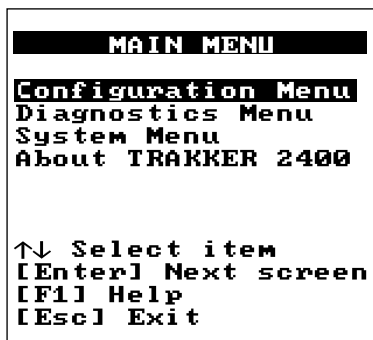 MAIN MENU
Configuration Menu
Diagnostics Menu
System Menu
About TRAKKER 2400
↑↓ Select item
[Enter] Next screen
[F1] Help
[Esc] Exit